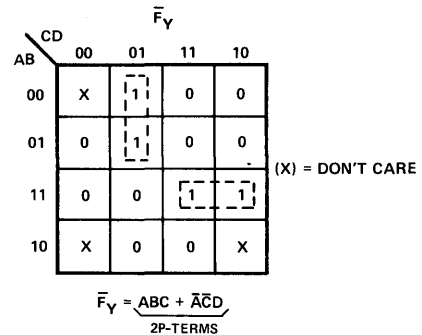 F̅Y
CD
AB 00 01 11 10
00 X 1 0 0
01 0 1 0 0
(X) = DON'T CARE
11 0 0 1 1
10 X 0 0 X
F̅Y = ABC + A̅C̅D
2P-TERMS